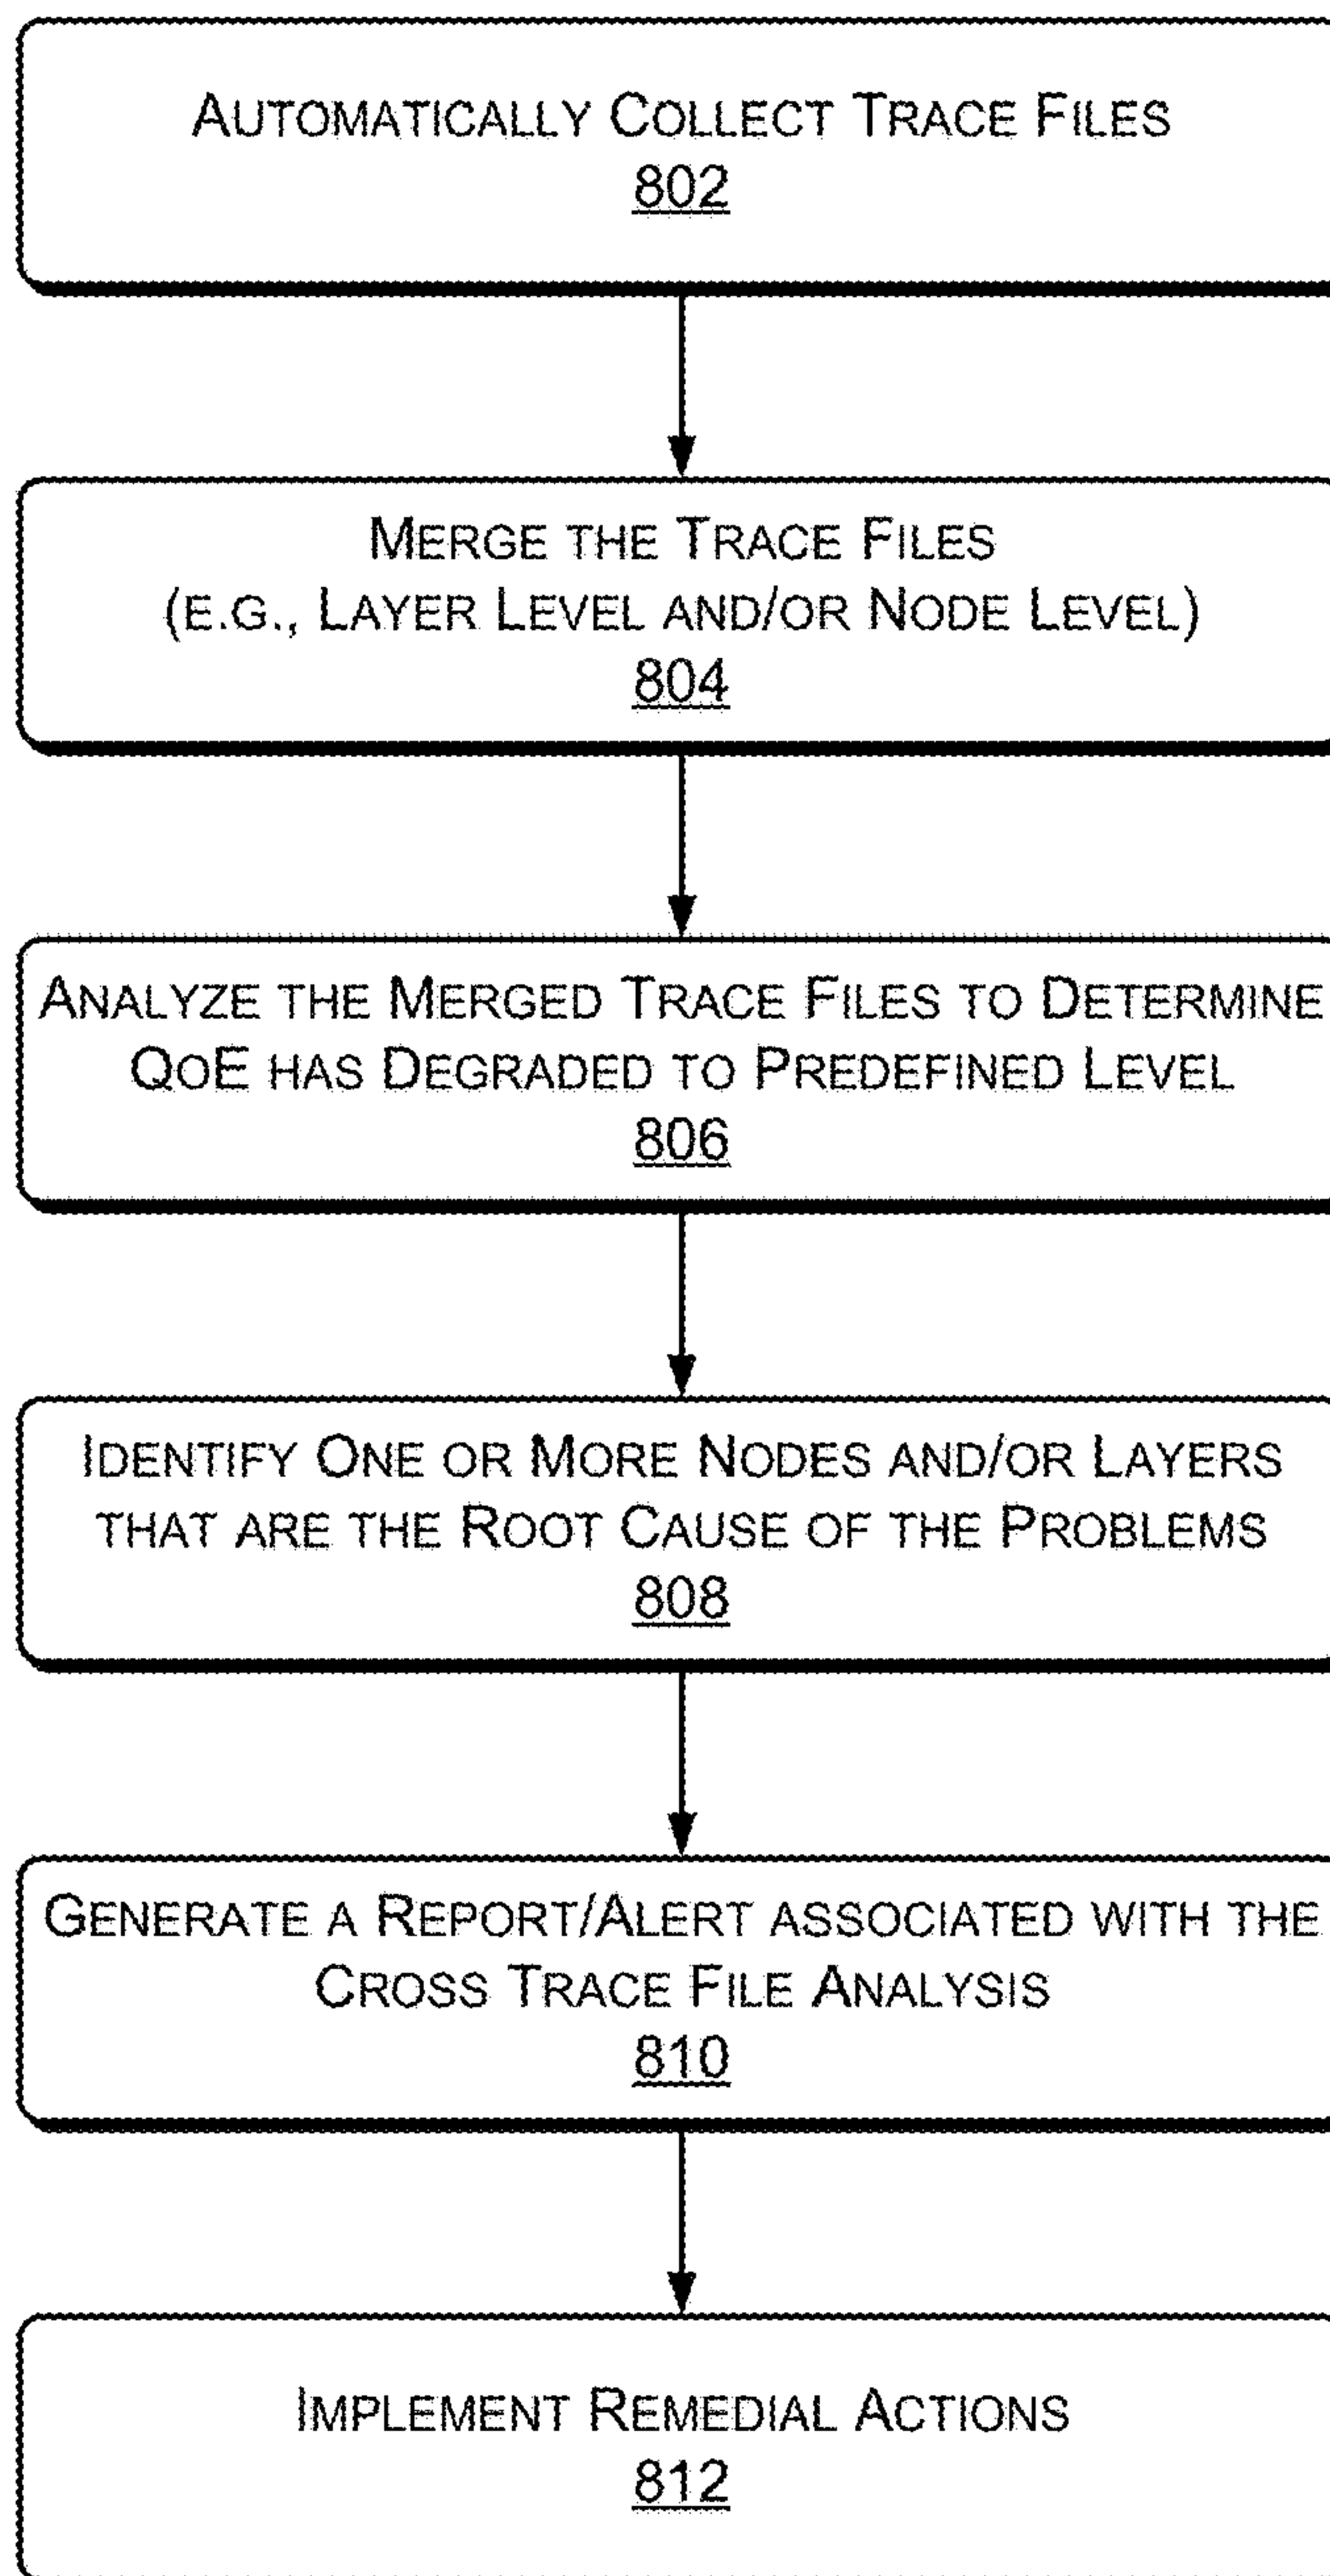 AUTOMATICALLY COLLECT TRACE FILES
802
MERGE THE TRACE FILES
(E.G., LAYER LEVEL AND/OR NODE LEVEL)
804
ANALYZE THE MERGED TRACE FILES TO DETERMINE
QOE HAS DEGRADED TO PREDEFINED LEVEL
806
IDENTIFY ONE OR MORE NODES AND/OR LAYERS
THAT ARE THE ROOT CAUSE OF THE PROBLEMS
808
GENERATE A REPORT/ALERT ASSOCIATED WITH THE
CROSS TRACE FILE ANALYSIS
810
IMPLEMENT REMEDIAL ACTIONS
812